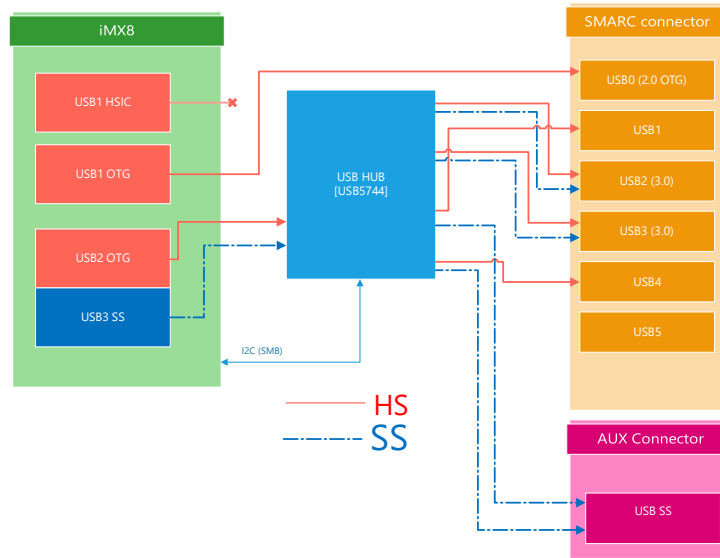 iMX8
USB1 HSIC
USB1 OTG
USB2 OTG
USB3 SS
I2C (SMB)
USB HUB
[USB5744]
HS
SS
SMARC connector
USB0 (2.0 OTG)
USB1
USB2 (3.0)
USB3 (3.0)
USB4
USB5
AUX Connector
USB SS